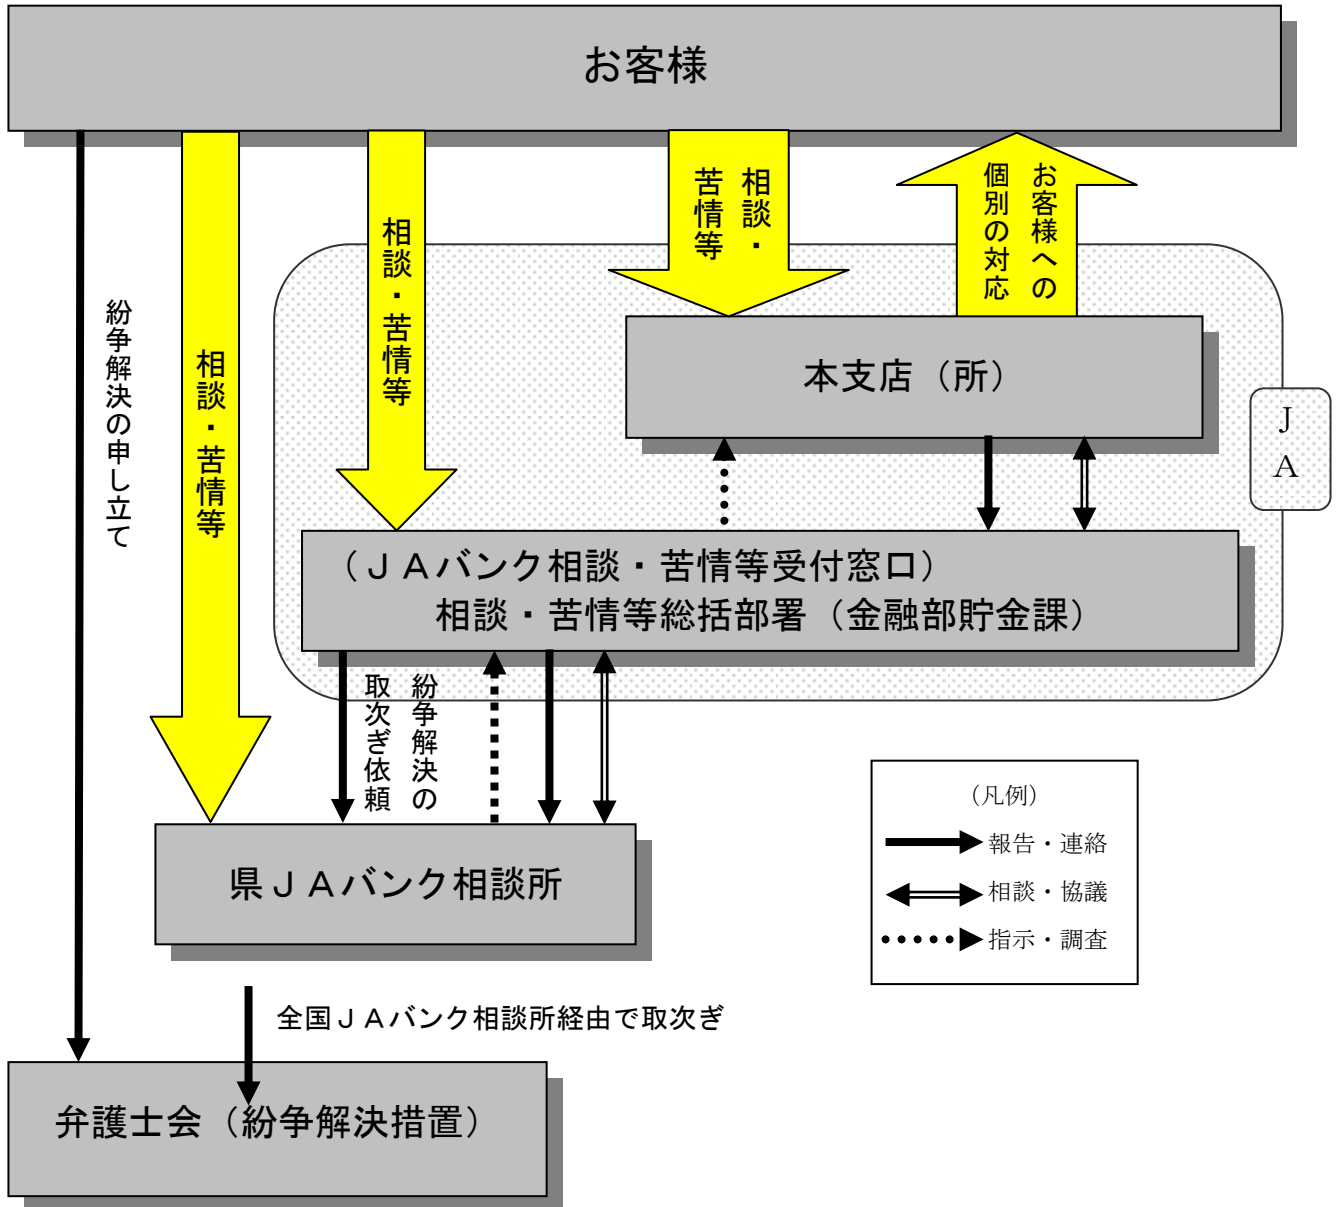 お客様
紛争解決の申し立て
相談・苦情等
相談・苦情等
相談・
苦情等
お客様への
個別の対応
本支店（所）
ＪＡ
（ＪＡバンク相談・苦情等受付窓口）
相談・苦情等総括部署（金融部貯金課）
紛争解決の
取次ぎ依頼
（凡例）
報告・連絡
相談・協議
指示・調査
県ＪＡバンク相談所
全国ＪＡバンク相談所経由で取次ぎ
弁護士会（紛争解決措置）